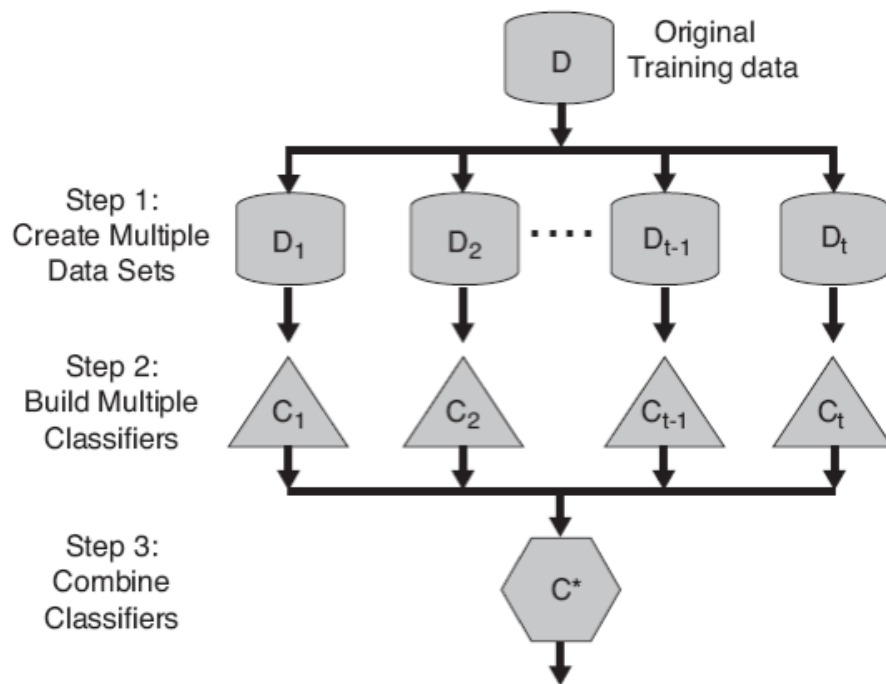 D
Original
Training data
Step 1:
Create Multiple
Data Sets
D1
D2
....
Dt-1
Dt
Step 2:
Build Multiple
Classifiers
C1
C2
Ct-1
Ct
Step 3:
Combine
Classifiers
C*